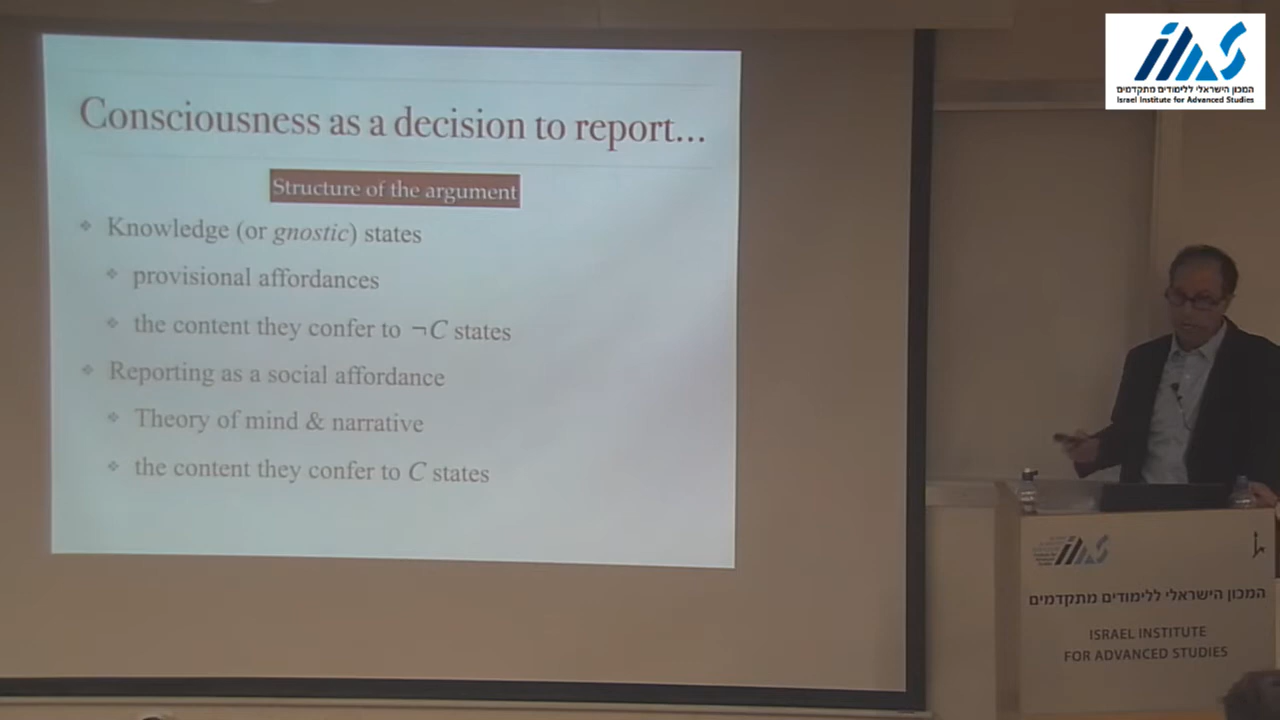 Consciousness as a decision to report...
Structure of the argument
Knowledge (or gnostic) states
provisional affordances
the content they confer to ¬C states
Reporting as a social affordance
Theory of mind & narrative
the content they confer to C states
המכון הישראלי ללימודים מתקדמים
Israel Institute for Advanced Studies
המכון הישראלי ללימודים מתקדמים
ISRAEL INSTITUTE
FOR ADVANCED STUDIES